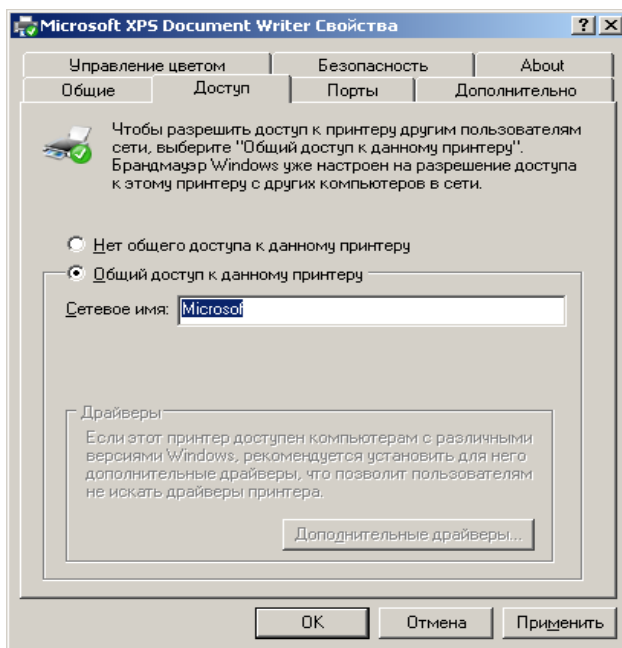 Microsoft XPS Document Writer Свойства
Управление цветом Безопасность About
Общие Доступ Порты Дополнительно
Чтобы разрешить доступ к принтеру другим пользователям
сети, выберите "Общий доступ к данному принтеру".
Брандмауэр Windows уже настроен на разрешение доступа
к этому принтеру с других компьютеров в сети.
Нет общего доступа к данному принтеру
Общий доступ к данному принтеру
Сетевое имя: Microsof
Драйверы
Если этот принтер доступен компьютерам с различными
версиями Windows, рекомендуется установить для него
дополнительные драйверы, что позволит пользователям
не искать драйверы принтера.
Дополнительные драйверы...
OK Отмена Применить